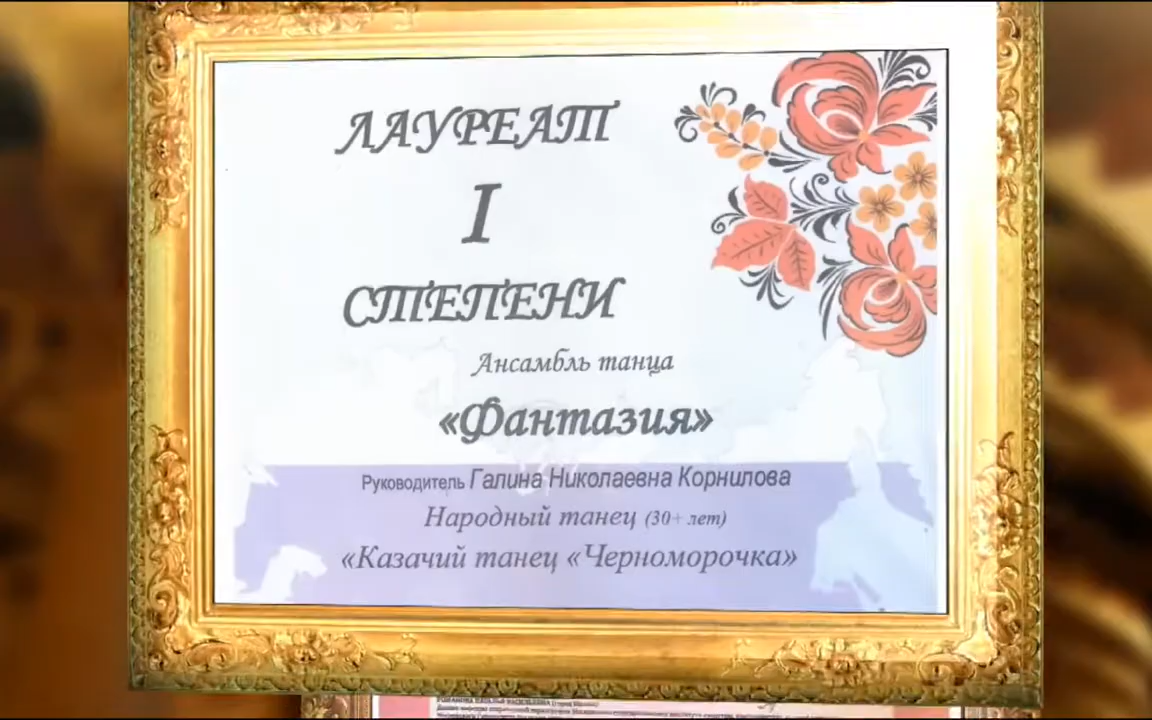 ЛАУРЕАТ
I
СТЕПЕНИ
Ансамбль танца
«Фантазия»
Руководитель Галина Николаевна Корнилова
Народный танец (30+ лет)
«Казачий танец «Черноморочка»